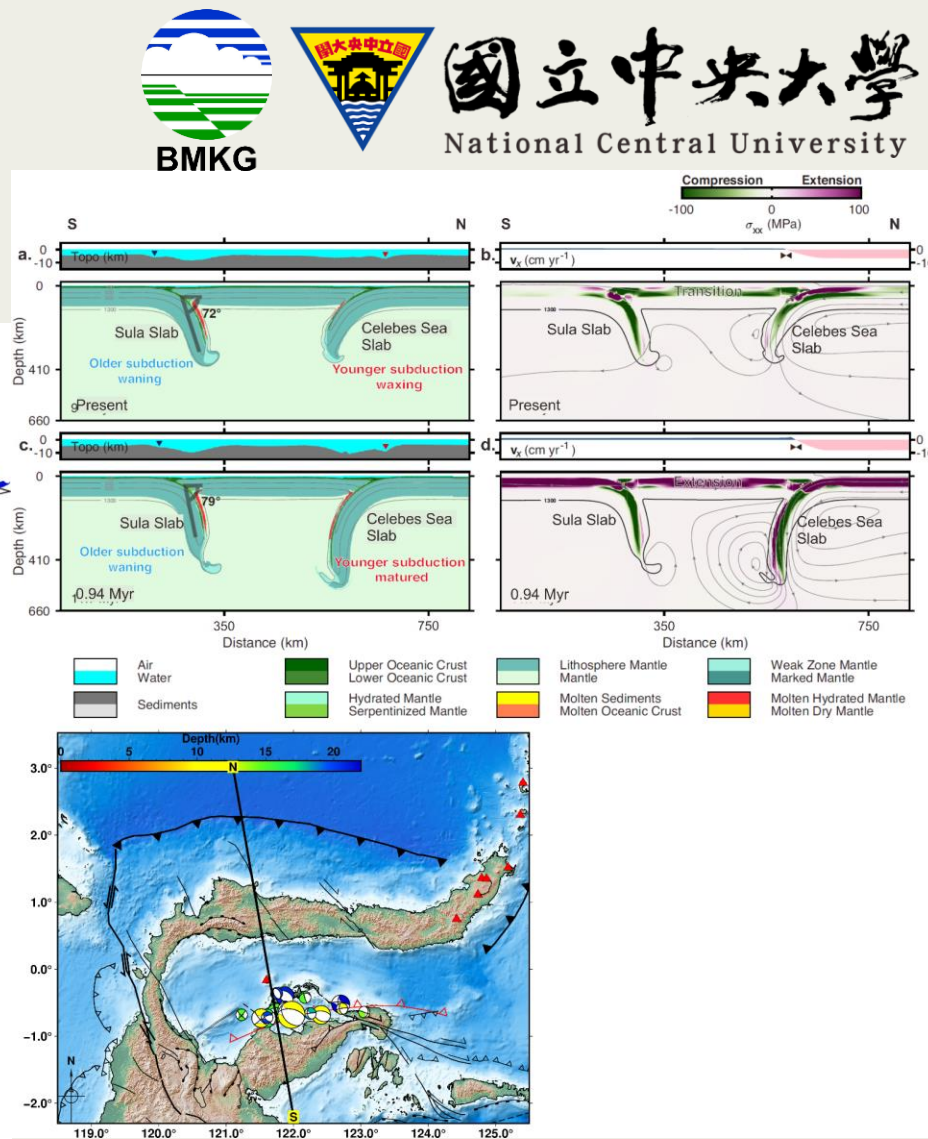 國立中央大學
國立中央大學
BMKG
National Central University
Compression Extension
-100 0 100
σxx (MPa)
S N
S N
a.
Topo (km)
0
-10
b.
vx (cm yr⁻¹)
0
-10
Depth (km)
0
410
660
72°
Sula Slab
Celebes Sea
Slab
Older subduction
waning
Younger subduction
waxing
Present
1300
Transition
Sula Slab
Celebes Sea
Slab
Present
c.
Topo (km)
0
-10
d.
vx (cm yr⁻¹)
0
-10
Depth (km)
0
410
660
79°
Sula Slab
Celebes Sea
Slab
Older subduction
waning
Younger subduction
matured
0.94 Myr
1300
Extension
Sula Slab
Celebes Sea
Slab
0.94 Myr
350 750
350 750
Distance (km)
Distance (km)
Air
Water
Upper Oceanic Crust
Lower Oceanic Crust
Lithosphere Mantle
Mantle
Weak Zone Mantle
Marked Mantle
Sediments
Hydrated Mantle
Serpentinized Mantle
Molten Sediments
Molten Oceanic Crust
Molten Hydrated Mantle
Molten Dry Mantle
Depth(km)
0 5 10 15 20
N
3.0°
2.0°
1.0°
0.0°
-1.0°
-2.0°
N
S
119.0° 120.0° 121.0° 122.0° 123.0° 124.0° 125.0°